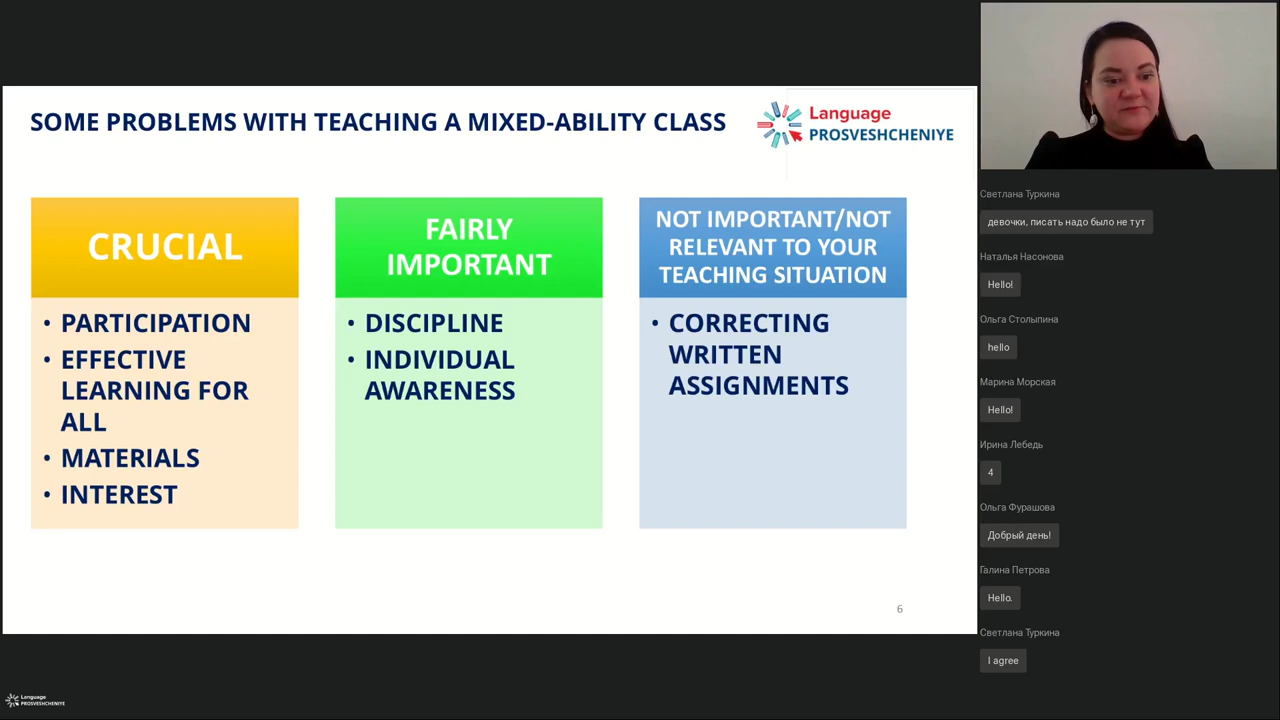 SOME PROBLEMS WITH TEACHING A MIXED-ABILITY CLASS
Language
PROSVESHCHENIYE
CRUCIAL
• PARTICIPATION
• EFFECTIVE
LEARNING FOR
ALL
• MATERIALS
• INTEREST
FAIRLY
IMPORTANT
• DISCIPLINE
• INDIVIDUAL
AWARENESS
NOT IMPORTANT/NOT
RELEVANT TO YOUR
TEACHING SITUATION
• CORRECTING
WRITTEN
ASSIGNMENTS
6
Светлана Туркина
девочки, писать надо было не тут
Наталья Насонова
Hello!
Ольга Столыпина
hello
Марина Морская
Hello!
Ирина Лебедь
4
Ольга Фурашова
Добрый день!
Галина Петрова
Hello.
Светлана Туркина
I agree
Language
PROSVESHCHENIYE